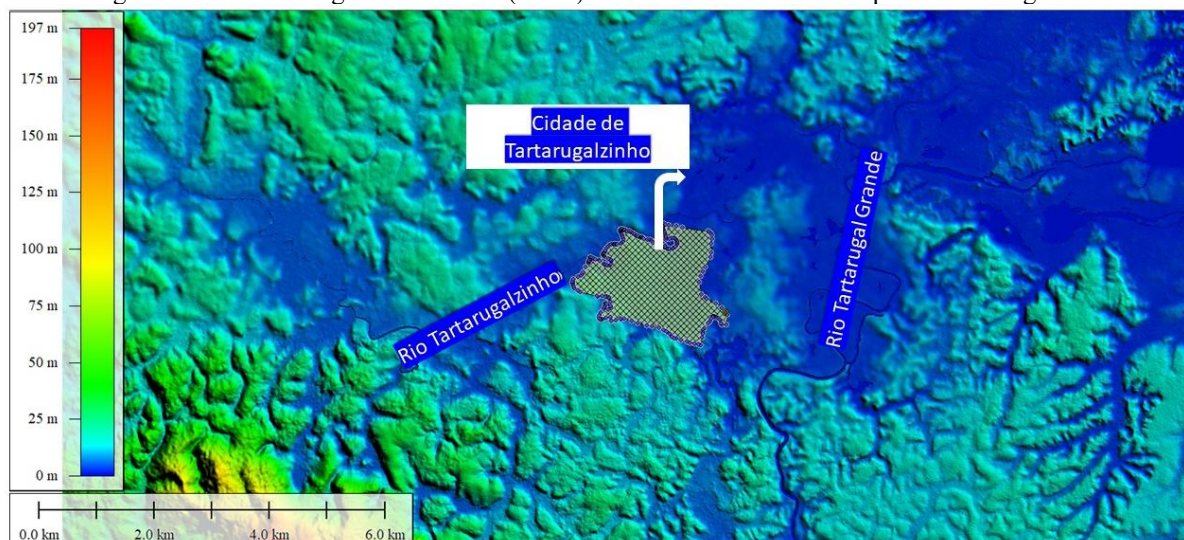 197 m
175 m
150 m
125 m
100 m
75 m
50 m
25 m
0 m
Cidade de
Tartarugalzinho
Rio Tartarugalzinho
Rio Tartarugal Grande
0.0 km
2.0 km
4.0 km
6.0 km